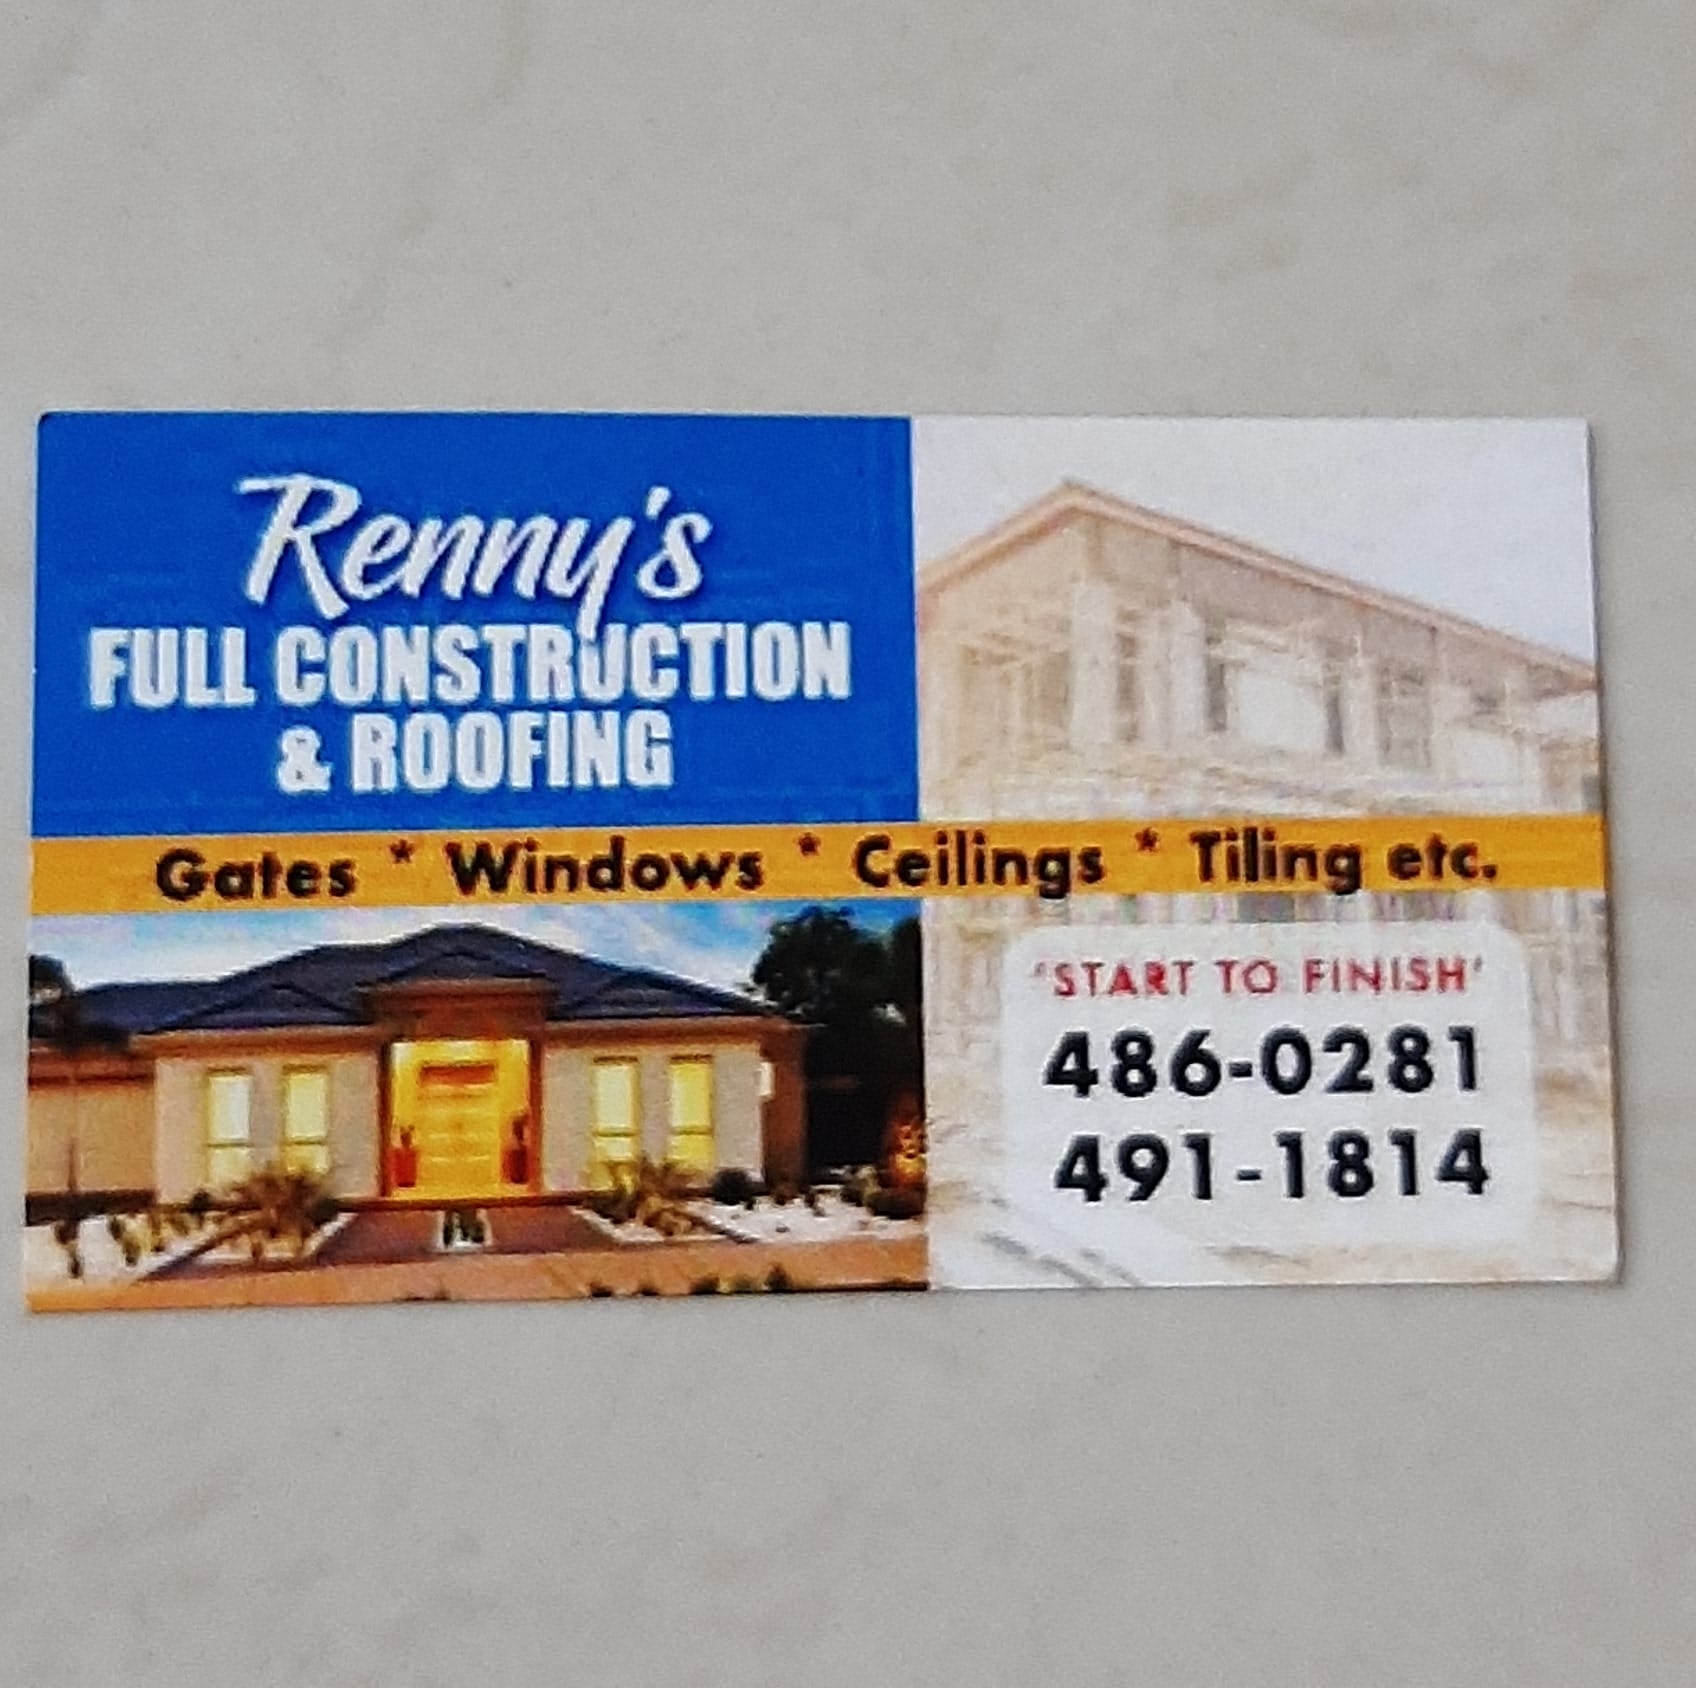 Renny's
FULL CONSTRUCTION
& ROOFING
Gates * Windows * Ceilings * Tiling etc.
'START TO FINISH'
486-0281
491-1814